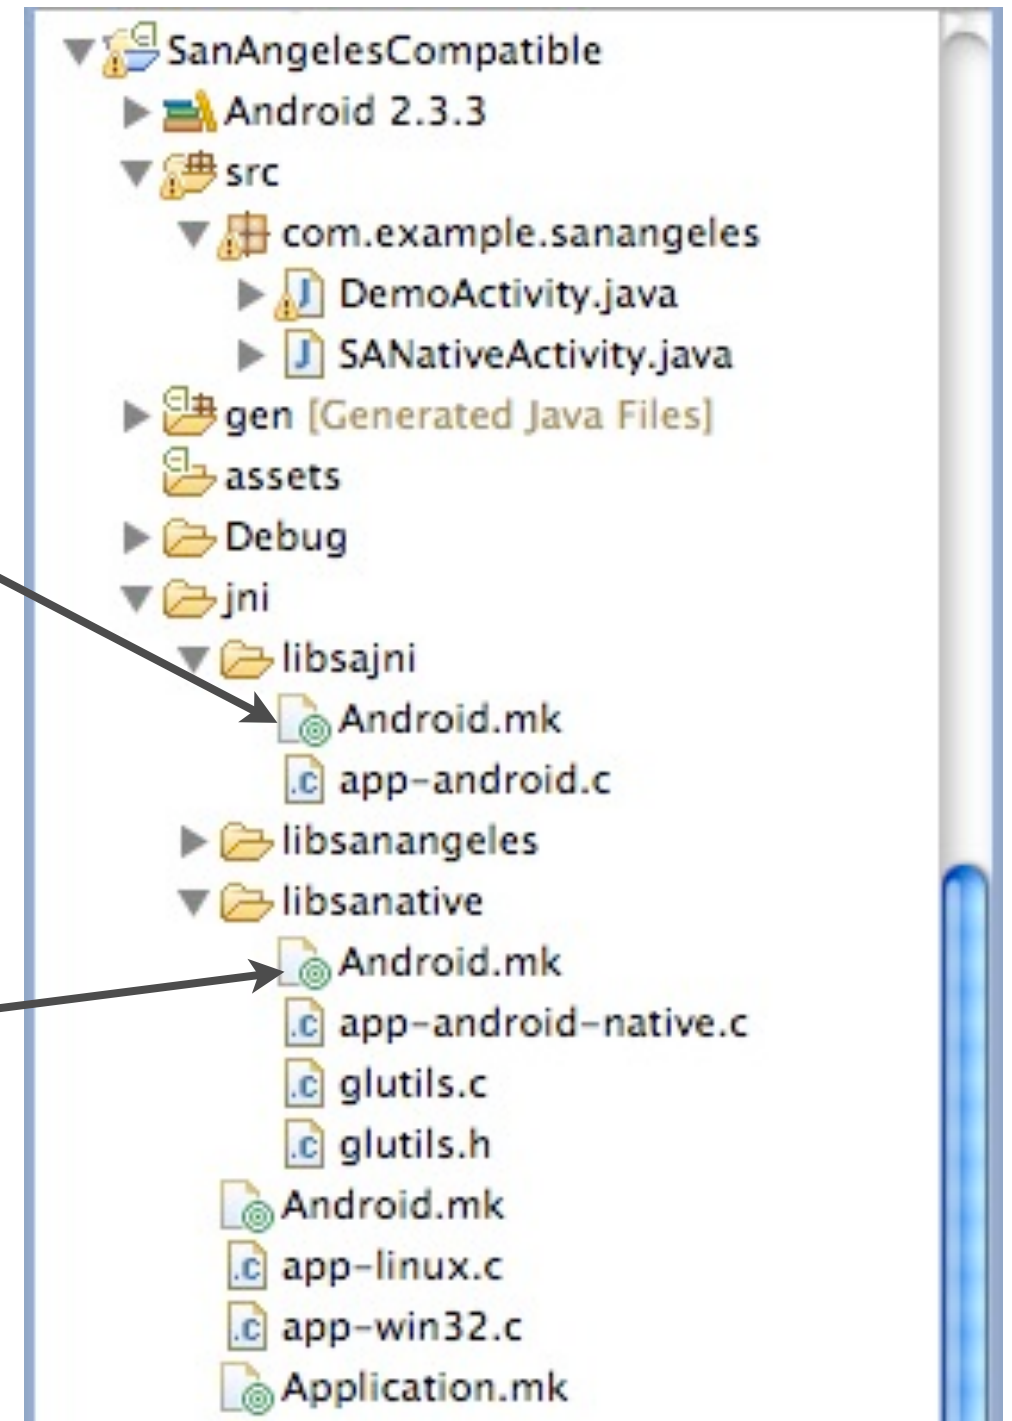 SanAngelesCompatible
Android 2.3.3
src
com.example.sanangeles
DemoActivity.java
SANativeActivity.java
gen [Generated Java Files]
assets
Debug
jni
libsajni
Android.mk
.c app-android.c
libsanangeles
libsanative
Android.mk
.c app-android-native.c
.c glutils.c
.c glutils.h
Android.mk
.c app-linux.c
.c app-win32.c
Application.mk